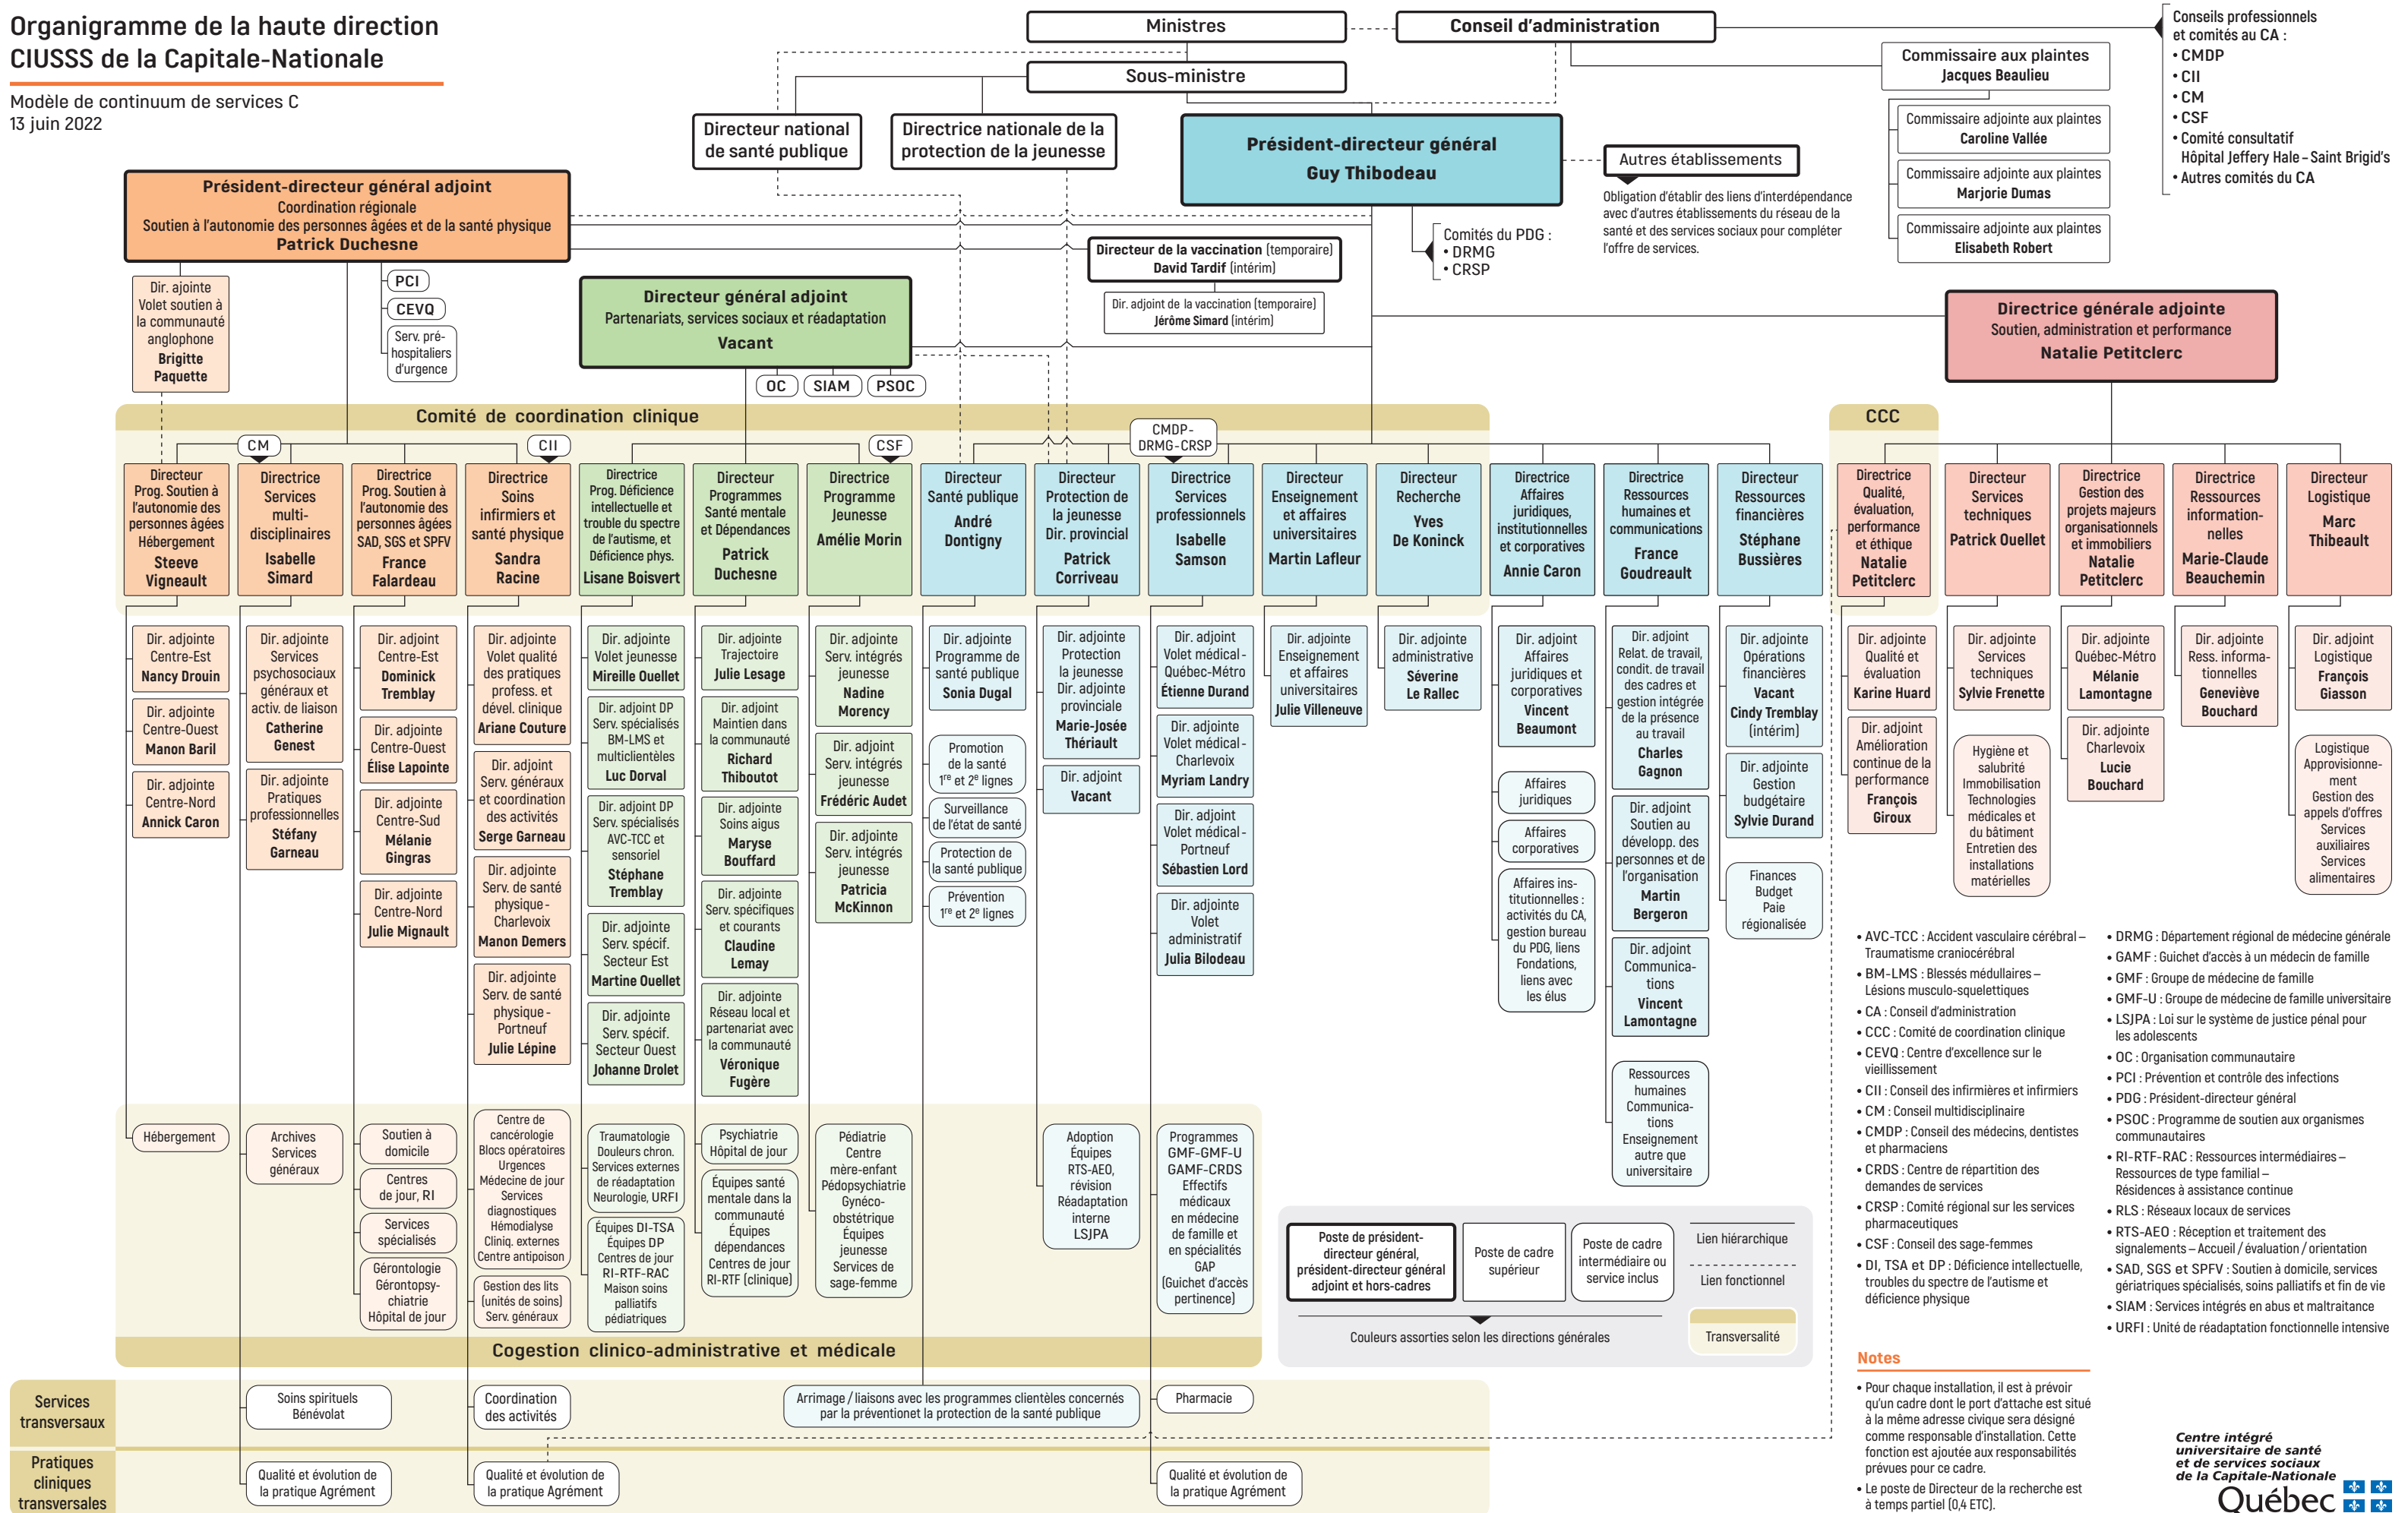 Organigramme de la haute direction
CIUSSS de la Capitale-Nationale
Modèle de continuum de services C
13 juin 2022
Ministres
Conseil d'administration
Sous-ministre
Directeur national
de santé publique
Directrice nationale de la
protection de la jeunesse
Président-directeur général
Guy Thibodeau
Autres établissements
Obligation d'établir des liens d'interdépendance
avec d'autres établissements du réseau de la
santé et des services sociaux pour compléter
l'offre de services.
Comités du PDG :
• DRMG
• CRSP
Commissaire aux plaintes
Jacques Beaulieu
Commissaire adjointe aux plaintes
Caroline Vallée
Commissaire adjointe aux plaintes
Marjorie Dumas
Commissaire adjointe aux plaintes
Elisabeth Robert
Conseils professionnels
et comités au CA :
• CMDP
• CII
• CM
• CSF
• Comité consultatif
Hôpital Jeffery Hale – Saint Brigid's
• Autres comités du CA
Président-directeur général adjoint
Coordination régionale
Soutien à l'autonomie des personnes âgées et de la santé physique
Patrick Duchesne
Dir. ajointe
Volet soutien à
la communauté
anglophone
Brigitte
Paquette
PCI
CEVQ
Serv. pré-
hospitaliers
d'urgence
Directeur général adjoint
Partenariats, services sociaux et réadaptation
Vacant
OC
SIAM
PSOC
Directeur de la vaccination (temporaire)
David Tardif (intérim)
Dir. adjoint de la vaccination (temporaire)
Jérôme Simard (intérim)
Directrice générale adjointe
Soutien, administration et performance
Natalie Petitclerc
Comité de coordination clinique
CCC
CM
CII
CSF
CMDP-
DRMG-CRSP
Directeur
Prog. Soutien à
l'autonomie des
personnes âgées
Hébergement
Steeve
Vigneault
Directrice
Services
multi-
disciplinaires
Isabelle
Simard
Directrice
Prog. Soutien à
l'autonomie des
personnes âgées
SAD, SGS et SPFV
France
Falardeau
Directrice
Soins
infirmiers et
santé physique
Sandra
Racine
Directrice
Prog. Déficience
intellectuelle et
trouble du spectre
de l'autisme, et
Déficience phys.
Lisane Boisvert
Directeur
Programmes
Santé mentale
et Dépendances
Patrick
Duchesne
Directrice
Programme
Jeunesse
Amélie Morin
Directeur
Santé publique
André
Dontigny
Directeur
Protection de
la jeunesse
Dir. provincial
Patrick
Corriveau
Directrice
Services
professionnels
Isabelle
Samson
Directeur
Enseignement
et affaires
universitaires
Martin Lafleur
Directeur
Recherche
Yves
De Koninck
Directrice
Affaires
juridiques,
institutionnelles
et corporatives
Annie Caron
Directrice
Ressources
humaines et
communications
France
Goudreault
Directeur
Ressources
financières
Stéphane
Bussières
Directrice
Qualité,
évaluation,
performance
et éthique
Natalie
Petitclerc
Directeur
Services
techniques
Patrick Ouellet
Directrice
Gestion des
projets majeurs
organisationnels
et immobiliers
Natalie
Petitclerc
Directrice
Ressources
information-
nelles
Marie-Claude
Beauchemin
Directeur
Logistique
Marc
Thibeault
Dir. adjointe
Centre-Est
Nancy Drouin
Dir. adjointe
Centre-Ouest
Manon Baril
Dir. adjointe
Centre-Nord
Annick Caron
Dir. adjointe
Services
psychosociaux
généraux et
activ. de liaison
Catherine
Genest
Dir. adjointe
Pratiques
professionnelles
Stéfany
Garneau
Dir. adjoint
Centre-Est
Dominick
Tremblay
Dir. adjointe
Centre-Ouest
Élise Lapointe
Dir. adjointe
Centre-Sud
Mélanie
Gingras
Dir. adjointe
Centre-Nord
Julie Mignault
Dir. adjointe
Volet qualité
des pratiques
profess. et
dével. clinique
Ariane Couture
Dir. adjoint
Serv. généraux
et coordination
des activités
Serge Garneau
Dir. adjointe
Serv. de santé
physique -
Charlevoix
Manon Demers
Dir. adjointe
Serv. de santé
physique -
Portneuf
Julie Lépine
Dir. adjointe
Volet jeunesse
Mireille Ouellet
Dir. adjoint DP
Serv. spécialisés
BM-LMS et
multiclientèles
Luc Dorval
Dir. adjoint DP
Serv. spécialisés
AVC-TCC et
sensoriel
Stéphane
Tremblay
Dir. adjointe
Serv. spécif.
Secteur Est
Martine Ouellet
Dir. adjointe
Serv. spécif.
Secteur Ouest
Johanne Drolet
Dir. adjointe
Trajectoire
Julie Lesage
Dir. adjoint
Maintien dans
la communauté
Richard
Thiboutot
Dir. adjointe
Soins aigus
Maryse
Bouffard
Dir. adjointe
Serv. spécifiques
et courants
Claudine
Lemay
Dir. adjointe
Réseau local et
partenariat avec
la communauté
Véronique
Fugère
Dir. adjointe
Serv. intégrés
jeunesse
Nadine
Morency
Dir. adjoint
Serv. intégrés
jeunesse
Frédéric Audet
Dir. adjointe
Serv. intégrés
jeunesse
Patricia
McKinnon
Dir. adjointe
Programme de
santé publique
Sonia Dugal
Promotion
de la santé
1re et 2e lignes
Surveillance
de l'état de santé
Protection de
la santé publique
Prévention
1re et 2e lignes
Dir. adjointe
Protection
la jeunesse
Dir. adjointe
provinciale
Marie-Josée
Thériault
Dir. adjoint
Vacant
Dir. adjoint
Volet médical -
Québec-Métro
Étienne Durand
Dir. adjointe
Volet médical -
Charlevoix
Myriam Landry
Dir. adjoint
Volet médical -
Portneuf
Sébastien Lord
Dir. adjointe
Volet
administratif
Julia Bilodeau
Dir. adjointe
Enseignement
et affaires
universitaires
Julie Villeneuve
Dir. adjointe
administrative
Séverine
Le Rallec
Dir. adjoint
Affaires
juridiques et
corporatives
Vincent
Beaumont
Affaires
juridiques
Affaires
corporatives
Affaires ins-
titutionnelles :
activités du CA,
gestion bureau
du PDG, liens
Fondations,
liens avec
les élus
Dir. adjoint
Relat. de travail,
condit. de travail
des cadres et
gestion intégrée
de la présence
au travail
Charles
Gagnon
Dir. adjoint
Soutien au
développ. des
personnes et de
l'organisation
Martin
Bergeron
Dir. adjoint
Communica-
tions
Vincent
Lamontagne
Ressources
humaines
Communica-
tions
Enseignement
autre que
universitaire
Dir. adjointe
Opérations
financières
Vacant
Cindy Tremblay
(intérim)
Dir. adjointe
Gestion
budgétaire
Sylvie Durand
Finances
Budget
Paie
régionalisée
Dir. adjointe
Qualité et
évaluation
Karine Huard
Dir. adjoint
Amélioration
continue de la
performance
François
Giroux
Dir. adjointe
Services
techniques
Sylvie Frenette
Hygiène et
salubrité
Immobilisation
Technologies
médicales et
du bâtiment
Entretien des
installations
matérielles
Dir. adjointe
Québec-Métro
Mélanie
Lamontagne
Dir. adjointe
Charlevoix
Lucie
Bouchard
Dir. adjointe
Ress. informa-
tionnelles
Geneviève
Bouchard
Dir. adjoint
Logistique
François
Giasson
Logistique
Approvisionne-
ment
Gestion des
appels d'offres
Services
auxiliaires
Services
alimentaires
Hébergement
Archives
Services
généraux
Soutien à
domicile
Centres
de jour, RI
Services
spécialisés
Gérontologie
Gérontopsy-
chiatrie
Hôpital de jour
Centre de
cancérologie
Blocs opératoires
Urgences
Médecine de jour
Services
diagnostiques
Hémodialyse
Cliniq. externes
Centre antipoison
Gestion des lits
(unités de soins)
Serv. généraux
Traumatologie
Douleurs chron.
Services externes
de réadaptation
Neurologie, URFI
Équipes DI-TSA
Équipes DP
Centres de jour
RI-RTF-RAC
Maison soins
palliatifs
pédiatriques
Psychiatrie
Hôpital de jour
Équipes santé
mentale dans la
communauté
Équipes
dépendances
Centres de jour
RI-RTF (clinique)
Pédiatrie
Centre
mère-enfant
Pédopsychiatrie
Gynéco-
obstétrique
Équipes
jeunesse
Services de
sage-femme
Adoption
Équipes
RTS-AEO,
révision
Réadaptation
interne
LSJPA
Programmes
GMF-GMF-U
GAMF-CRDS
Effectifs
médicaux
en médecine
de famille et
en spécialités
GAP
(Guichet d'accès
pertinence)
Cogestion clinico-administrative et médicale
Poste de président-
directeur général,
président-directeur général
adjoint et hors-cadres
Poste de cadre
supérieur
Poste de cadre
intermédiaire ou
service inclus
Lien hiérarchique
Lien fonctionnel
Couleurs assorties selon les directions générales
Transversalité
Services
transversaux
Soins spirituels
Bénévolat
Coordination
des activités
Arrimage / liaisons avec les programmes clientèles concernés
par la préventionet la protection de la santé publique
Pharmacie
Pratiques
cliniques
transversales
Qualité et évolution de
la pratique Agrément
Qualité et évolution de
la pratique Agrément
Qualité et évolution de
la pratique Agrément
• AVC-TCC : Accident vasculaire cérébral –
Traumatisme craniocérébral
• BM-LMS : Blessés médullaires –
Lésions musculo-squelettiques
• CA : Conseil d'administration
• CCC : Comité de coordination clinique
• CEVQ : Centre d'excellence sur le
vieillissement
• CII : Conseil des infirmières et infirmiers
• CM : Conseil multidisciplinaire
• CMDP : Conseil des médecins, dentistes
et pharmaciens
• CRDS : Centre de répartition des
demandes de services
• CRSP : Comité régional sur les services
pharmaceutiques
• CSF : Conseil des sage-femmes
• DI, TSA et DP : Déficience intellectuelle,
troubles du spectre de l'autisme et
déficience physique
• DRMG : Département régional de médecine générale
• GAMF : Guichet d'accès à un médecin de famille
• GMF : Groupe de médecine de famille
• GMF-U : Groupe de médecine de famille universitaire
• LSJPA : Loi sur le système de justice pénal pour
les adolescents
• OC : Organisation communautaire
• PCI : Prévention et contrôle des infections
• PDG : Président-directeur général
• PSOC : Programme de soutien aux organismes
communautaires
• RI-RTF-RAC : Ressources intermédiaires –
Ressources de type familial –
Résidences à assistance continue
• RLS : Réseaux locaux de services
• RTS-AEO : Réception et traitement des
signalements – Accueil / évaluation / orientation
• SAD, SGS et SPFV : Soutien à domicile, services
gériatriques spécialisés, soins palliatifs et fin de vie
• SIAM : Services intégrés en abus et maltraitance
• URFI : Unité de réadaptation fonctionnelle intensive
Notes
• Pour chaque installation, il est à prévoir
qu'un cadre dont le port d'attache est situé
à la même adresse civique sera désigné
comme responsable d'installation. Cette
fonction est ajoutée aux responsabilités
prévues pour ce cadre.
• Le poste de Directeur de la recherche est
à temps partiel (0,4 ETC).
Centre intégré
universitaire de santé
et de services sociaux
de la Capitale-Nationale
Québec